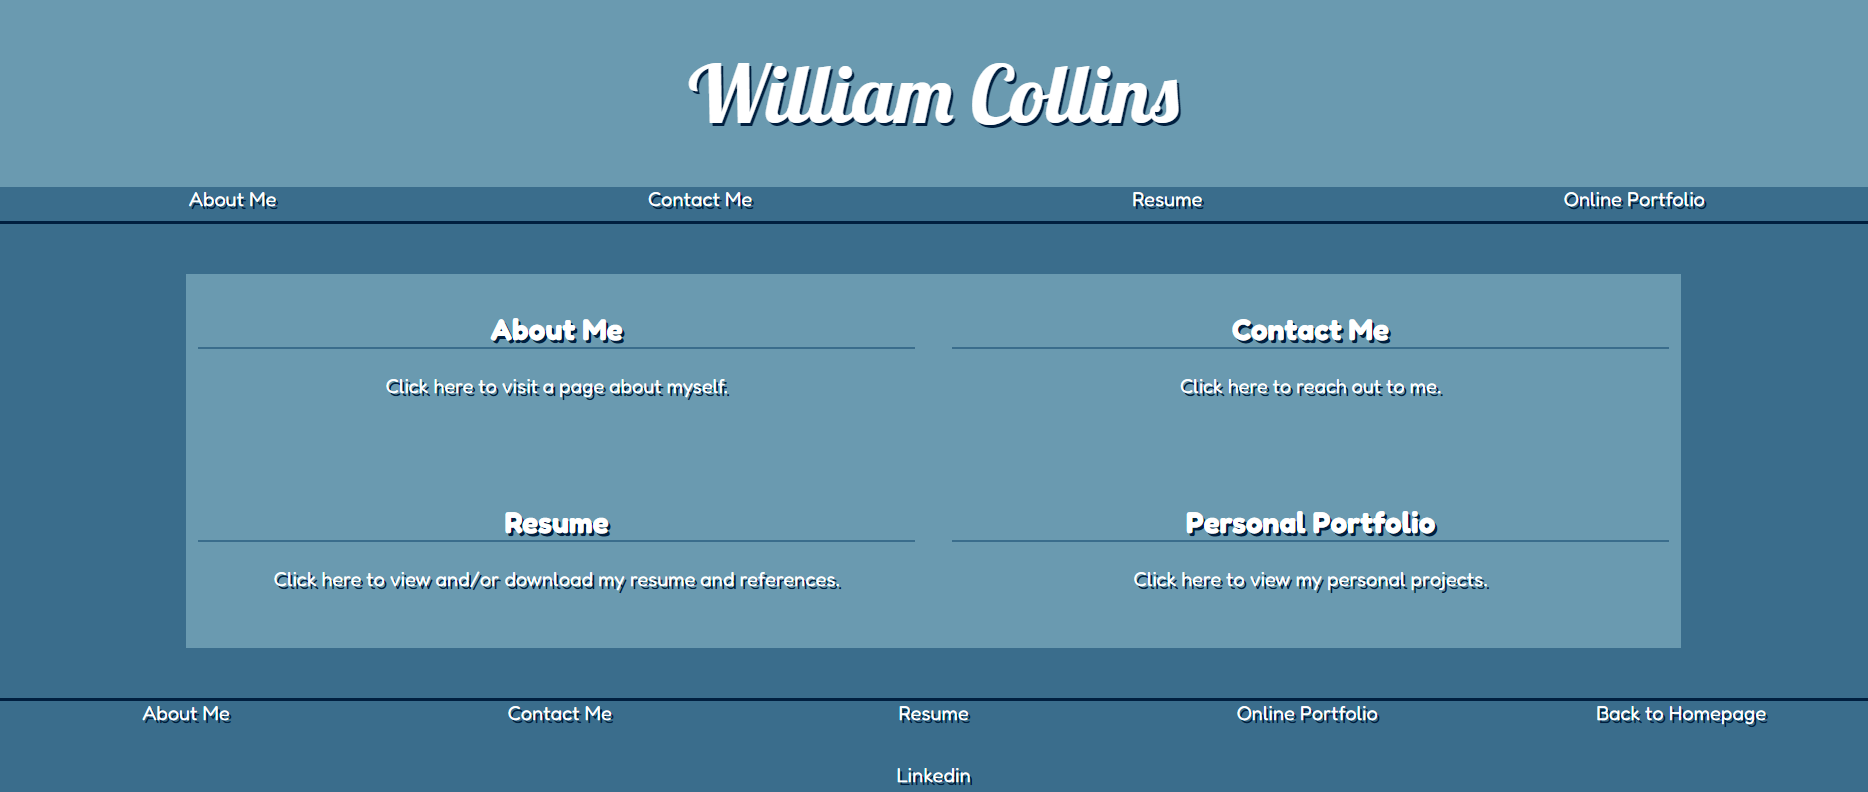 William Collins
About Me Contact Me Resume Online Portfolio
About Me Contact Me
Click here to visit a page about myself. Click here to reach out to me.
Resume Personal Portfolio
Click here to view and/or download my resume and references. Click here to view my personal projects.
About Me Contact Me Resume Online Portfolio Back to Homepage
Linkedin